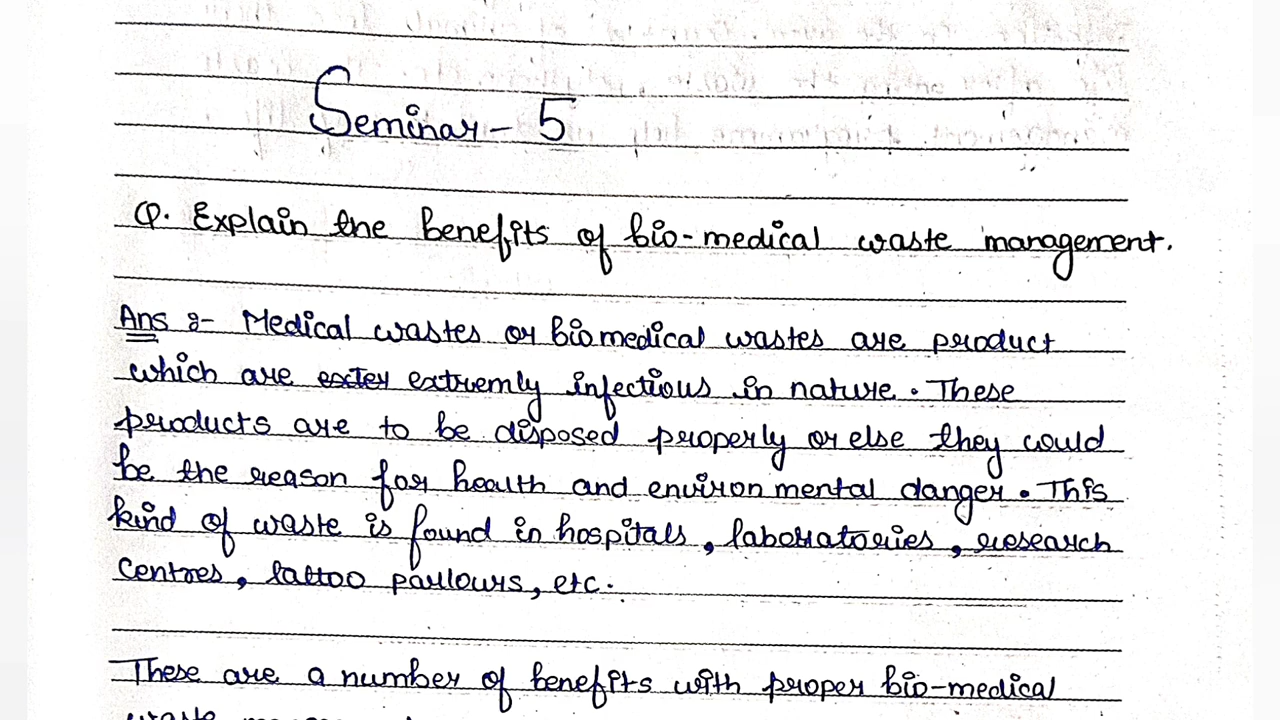 Seminar - 5
Q. Explain the benefits of bio-medical waste management.
Ans :- Medical wastes or biomedical wastes are product
which are extremly infectious in nature. These
products are to be disposed properly or else they could
be the reason for health and environmental danger. This
kind of waste is found in hospitals, laboratories, research
centres, tattoo parlours, etc.
These are a number of benefits with proper bio-medical
waste